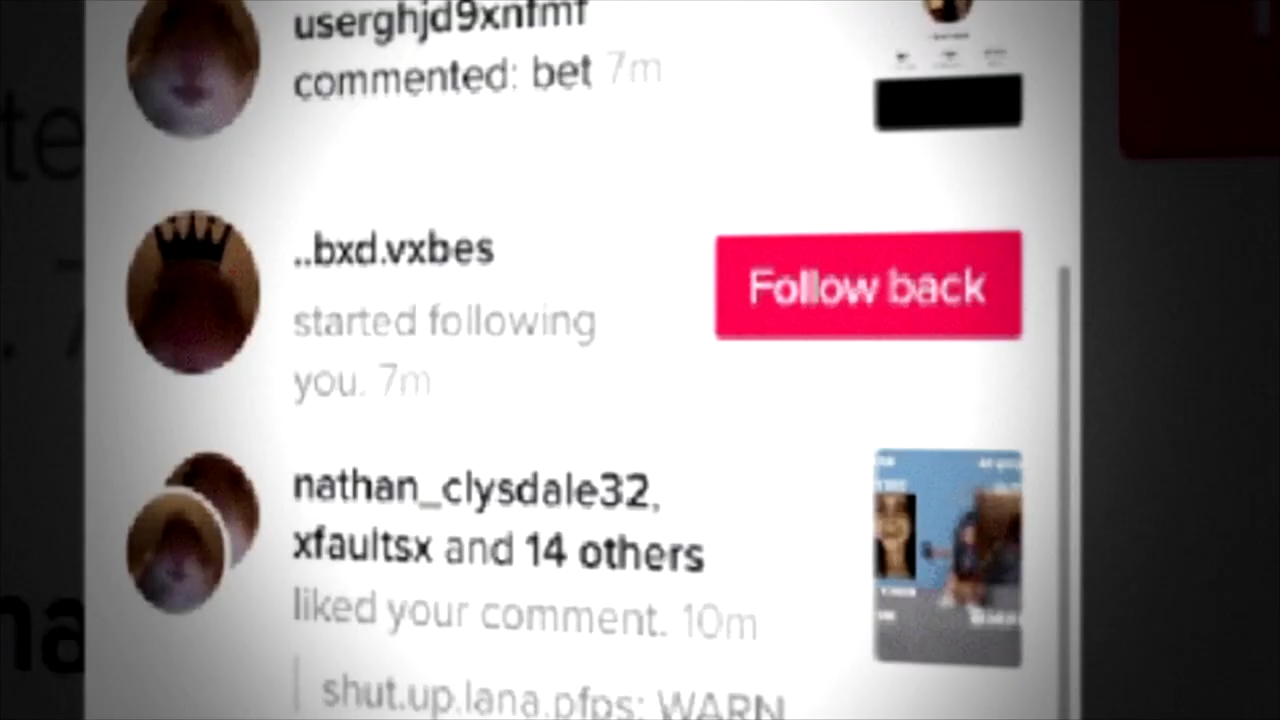 userghjd9xnfmf
commented: bet 7m
..bxd.vxbes
started following
you. 7m
Follow back
nathan_clysdale32,
xfaultsx and 14 others
liked your comment. 10m
shut.up.lana.pfps: WARN